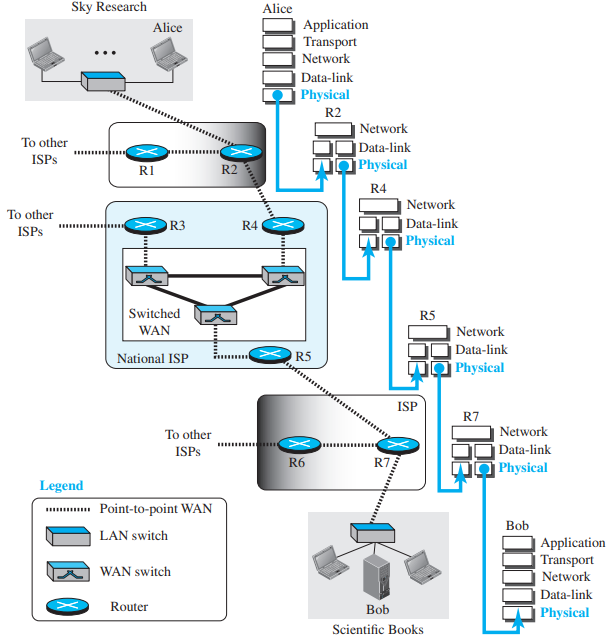 Sky Research
Alice
Alice
Application
Transport
Network
Data-link
Physical
R2
Network
Data-link
Physical
To other
ISPs
R1
R2
R4
Network
Data-link
Physical
To other
ISPs
R3
R4
Switched
WAN
National ISP
R5
R5
Network
Data-link
Physical
ISP
To other
ISPs
R6
R7
R7
Network
Data-link
Physical
Legend
Point-to-point WAN
LAN switch
WAN switch
Router
Bob
Scientific Books
Bob
Application
Transport
Network
Data-link
Physical